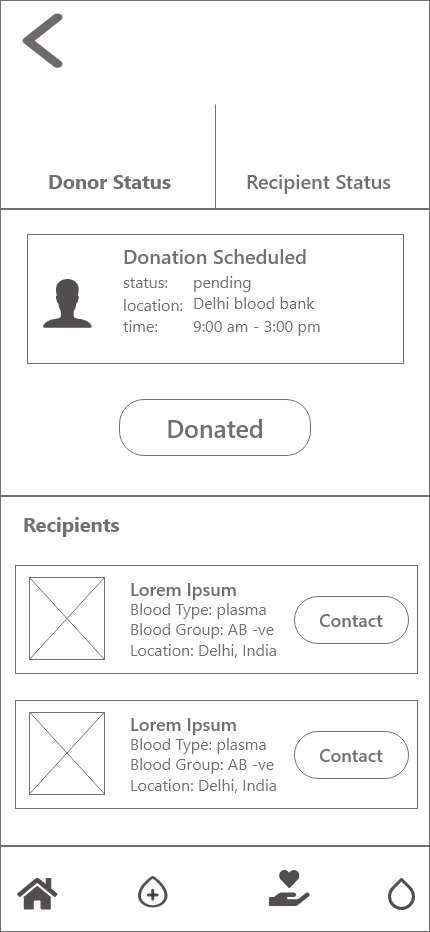 Donor Status
Recipient Status
Donation Scheduled
status: pending
location: Delhi blood bank
time: 9:00 am - 3:00 pm
Donated
Recipients
Lorem Ipsum
Blood Type: plasma
Blood Group: AB -ve
Location: Delhi, India
Contact
Lorem Ipsum
Blood Type: plasma
Blood Group: AB -ve
Location: Delhi, India
Contact